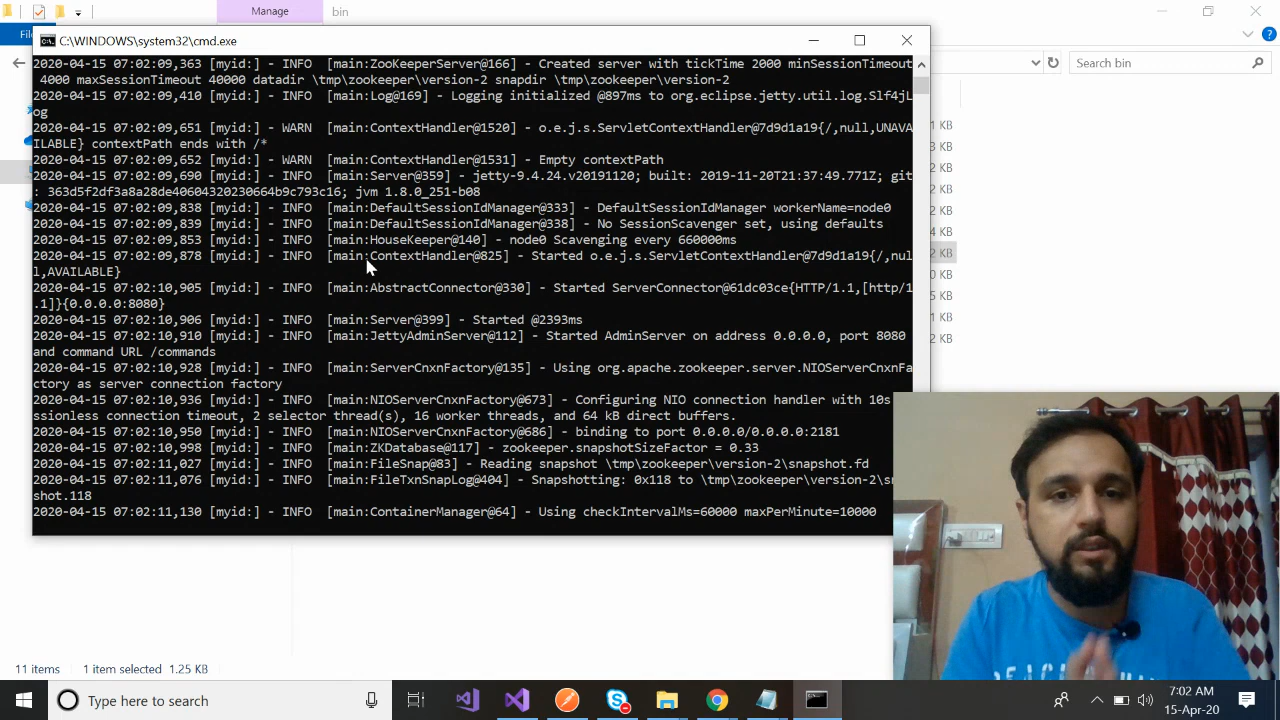 Manage
bin
Fil
C:\WINDOWS\system32\cmd.exe
Search bin
2020-04-15 07:02:09,363 [myid:] - INFO  [main:ZooKeeperServer@166] - Created server with tickTime 2000 minSessionTimeout
 4000 maxSessionTimeout 40000 datadir \tmp\zookeeper\version-2 snapdir \tmp\zookeeper\version-2
2020-04-15 07:02:09,410 [myid:] - INFO  [main:Log@169] - Logging initialized @897ms to org.eclipse.jetty.util.log.Slf4jL
og
2020-04-15 07:02:09,651 [myid:] - WARN  [main:ContextHandler@1520] - o.e.j.s.ServletContextHandler@7d9d1a19{/,null,UNAVA
ILABLE} contextPath ends with /*
2020-04-15 07:02:09,652 [myid:] - WARN  [main:ContextHandler@1531] - Empty contextPath
2020-04-15 07:02:09,690 [myid:] - INFO  [main:Server@359] - jetty-9.4.24.v20191120; built: 2019-11-20T21:37:49.771Z; git
: 363d5f2df3a8a28de40604320230664b9c793c16; jvm 1.8.0_251-b08
2020-04-15 07:02:09,838 [myid:] - INFO  [main:DefaultSessionIdManager@333] - DefaultSessionIdManager workerName=node0
2020-04-15 07:02:09,839 [myid:] - INFO  [main:DefaultSessionIdManager@338] - No SessionScavenger set, using defaults
2020-04-15 07:02:09,853 [myid:] - INFO  [main:HouseKeeper@140] - node0 Scavenging every 660000ms
2020-04-15 07:02:09,878 [myid:] - INFO  [main:ContextHandler@825] - Started o.e.j.s.ServletContextHandler@7d9d1a19{/,nul
l,AVAILABLE}
2020-04-15 07:02:10,905 [myid:] - INFO  [main:AbstractConnector@330] - Started ServerConnector@61dc03ce{HTTP/1.1,[http/1
.1]}{0.0.0.0:8080}
2020-04-15 07:02:10,906 [myid:] - INFO  [main:Server@399] - Started @2393ms
2020-04-15 07:02:10,910 [myid:] - INFO  [main:JettyAdminServer@112] - Started AdminServer on address 0.0.0.0, port 8080
and command URL /commands
2020-04-15 07:02:10,928 [myid:] - INFO  [main:ServerCnxnFactory@135] - Using org.apache.zookeeper.server.NIOServerCnxnFa
ctory as server connection factory
2020-04-15 07:02:10,936 [myid:] - INFO  [main:NIOServerCnxnFactory@673] - Configuring NIO connection handler with 10s
ssionless connection timeout, 2 selector thread(s), 16 worker threads, and 64 kB direct buffers.
2020-04-15 07:02:10,950 [myid:] - INFO  [main:NIOServerCnxnFactory@686] - binding to port 0.0.0.0/0.0.0.0:2181
2020-04-15 07:02:10,998 [myid:] - INFO  [main:ZKDatabase@117] - zookeeper.snapshotSizeFactor = 0.33
2020-04-15 07:02:11,027 [myid:] - INFO  [main:FileSnap@83] - Reading snapshot \tmp\zookeeper\version-2\snapshot.fd
2020-04-15 07:02:11,076 [myid:] - INFO  [main:FileTxnSnapLog@404] - Snapshotting: 0x118 to \tmp\zookeeper\version-2\sn
shot.118
2020-04-15 07:02:11,130 [myid:] - INFO  [main:ContainerManager@64] - Using checkIntervalMs=60000 maxPerMinute=10000
1 KB
3 KB
2 KB
2 KB
4 KB
2 KB
0 KB
5 KB
1 KB
2 KB
11 items
1 item selected  1.25 KB
Type here to search
7:02 AM
15-Apr-20